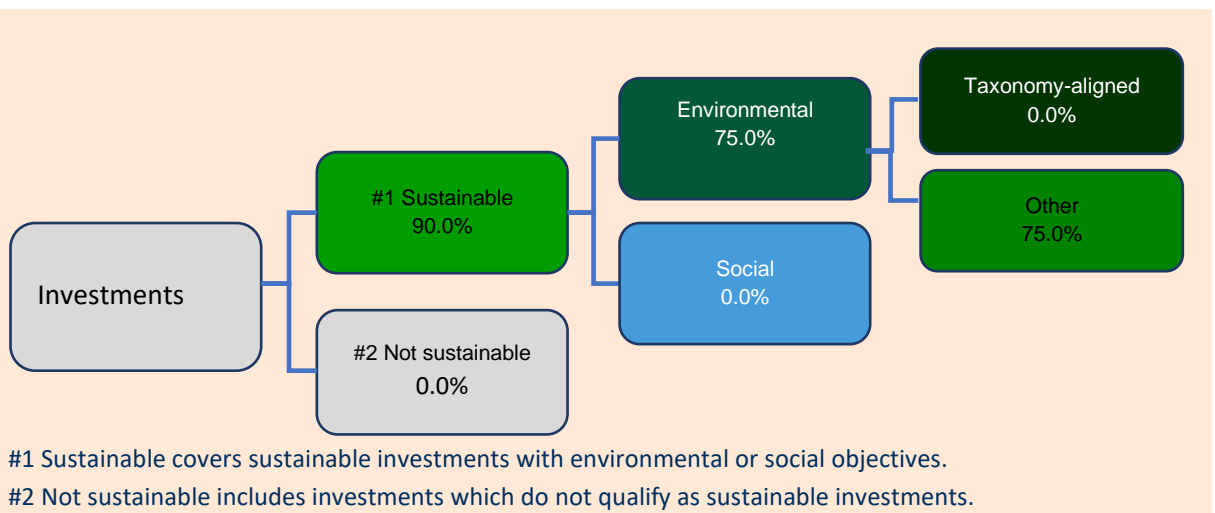 Investments
#1 Sustainable
90.0%
#2 Not sustainable
0.0%
Environmental
75.0%
Social
0.0%
Taxonomy-aligned
0.0%
Other
75.0%
#1 Sustainable covers sustainable investments with environmental or social objectives.
#2 Not sustainable includes investments which do not qualify as sustainable investments.